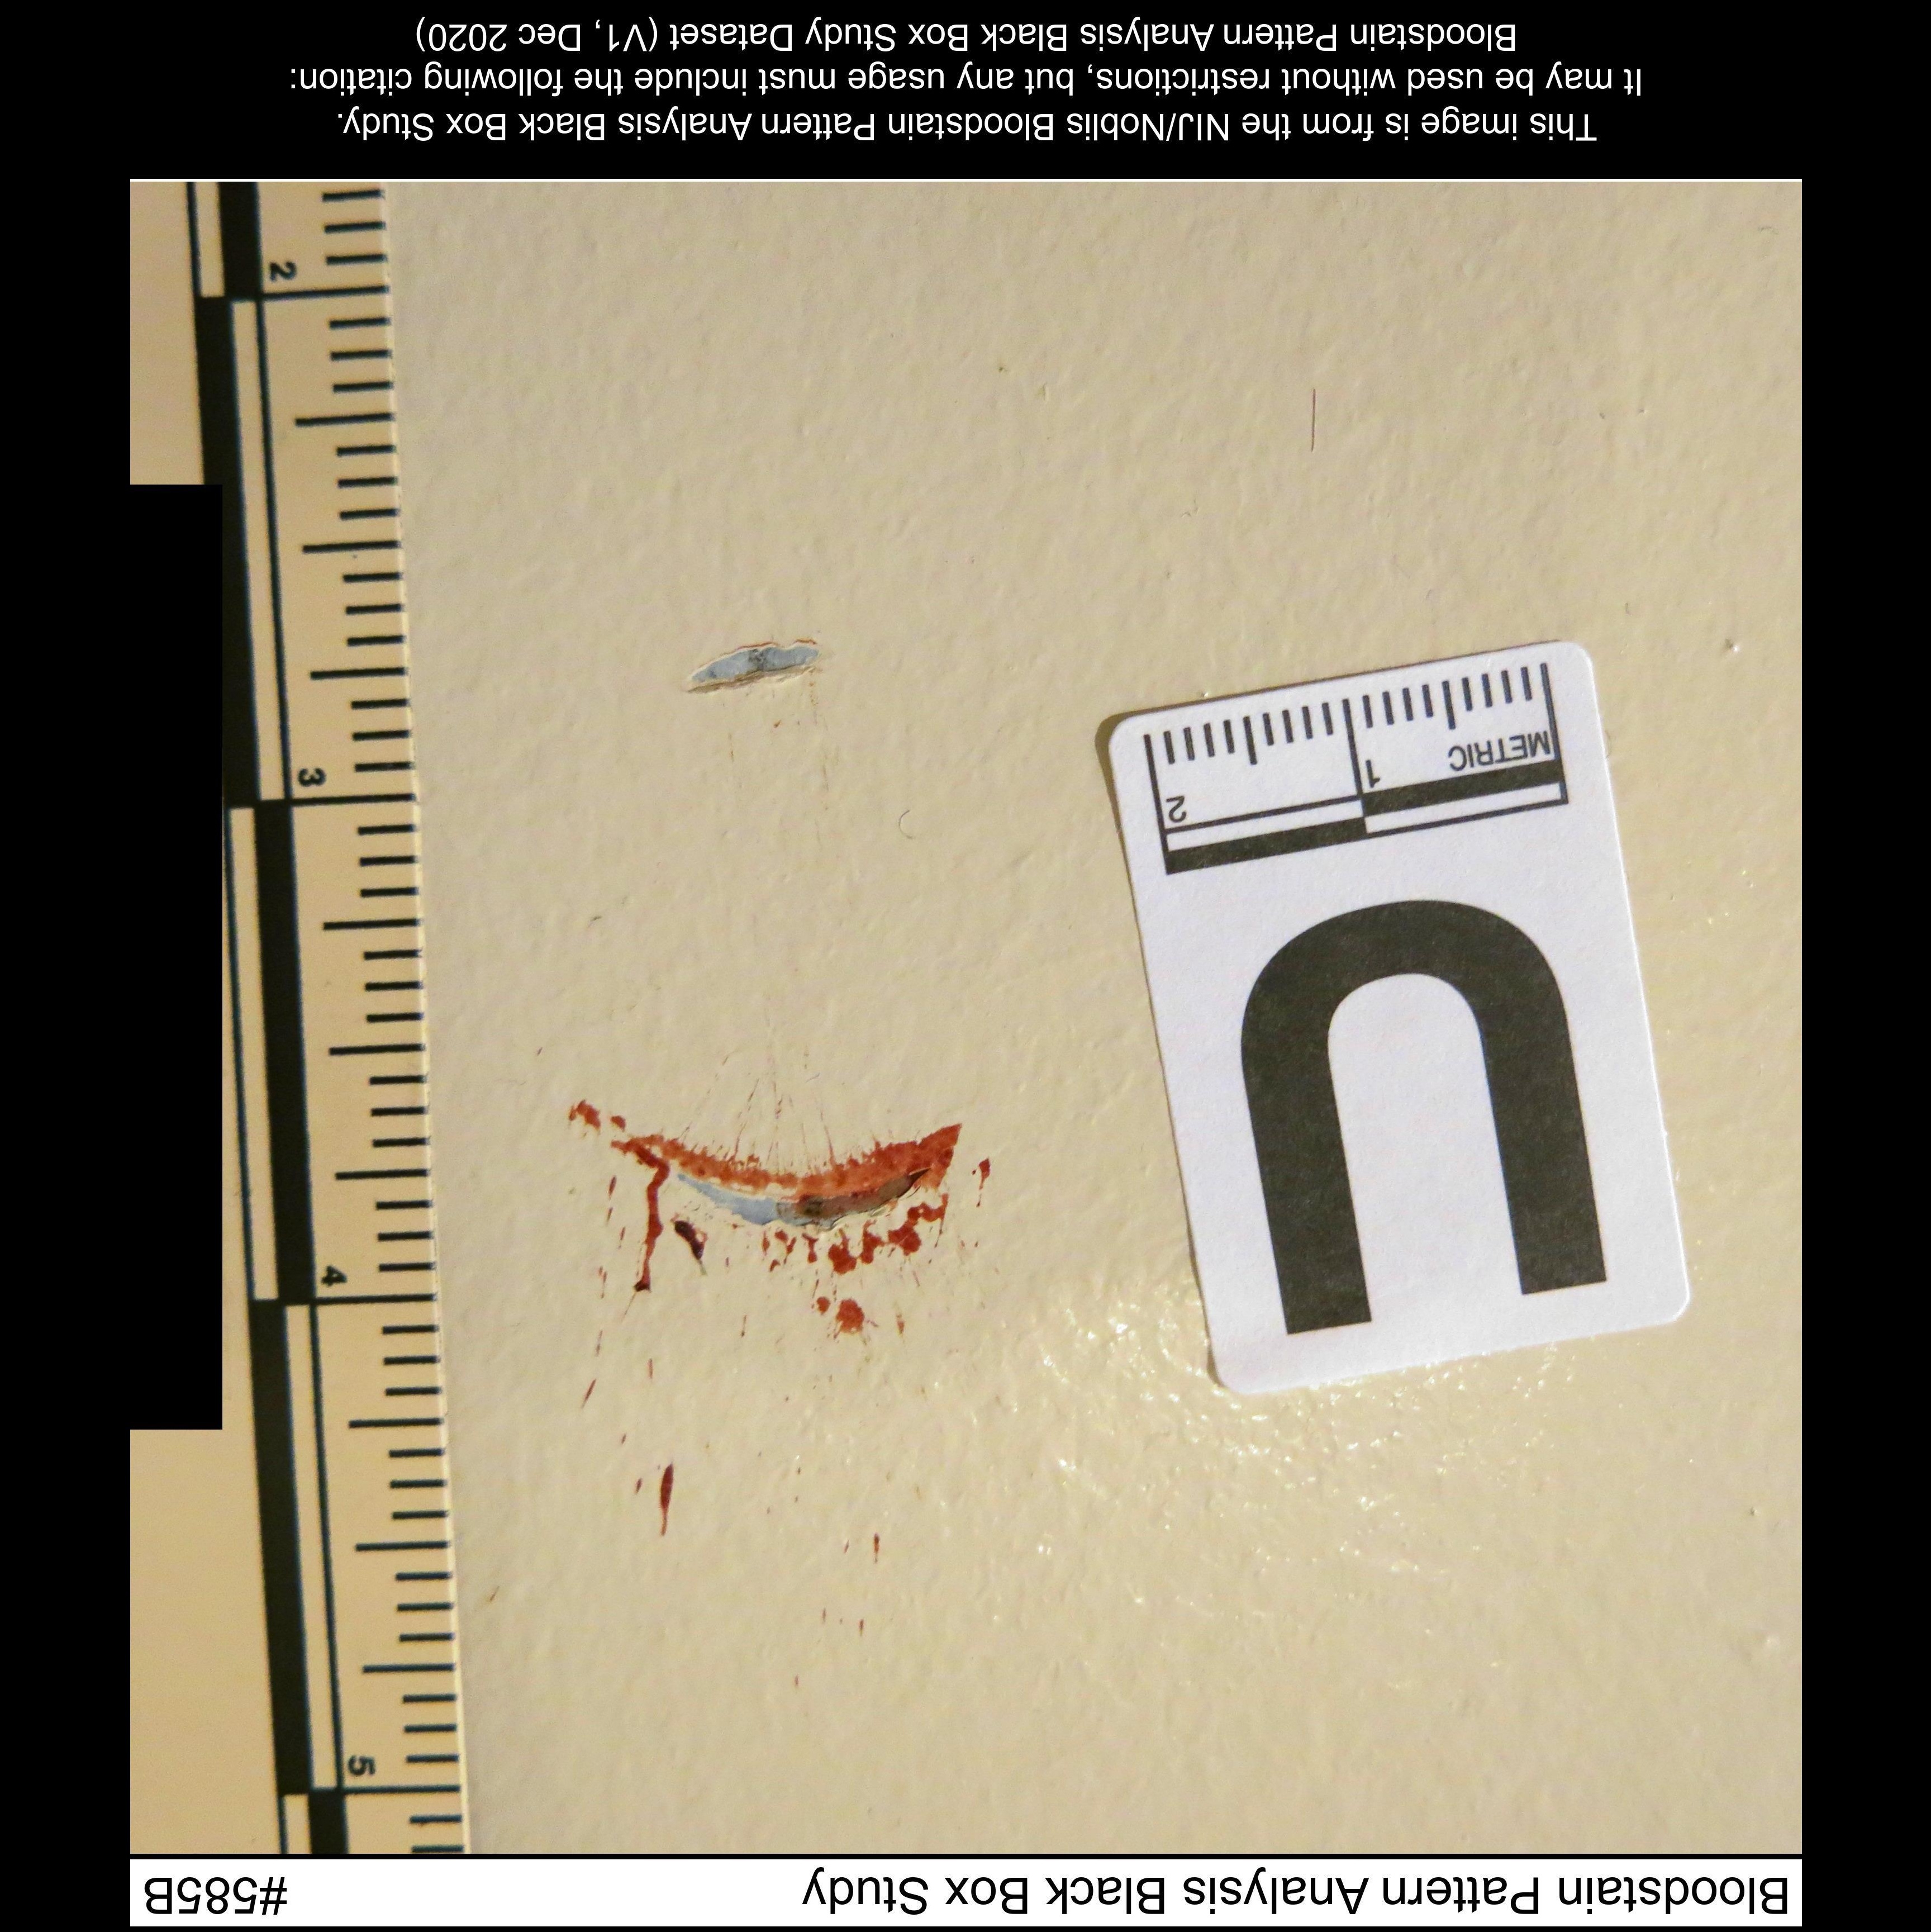 Bloodstain Pattern Analysis Black Box Study #585B
U
METRIC 1 2
5
4
3
2
This image is from the NIJ/Noblis Bloodstain Pattern Analysis Black Box Study.
It may be used without restrictions, but any usage must include the following citation:
Bloodstain Pattern Analysis Black Box Study Dataset (V1, Dec 2020)